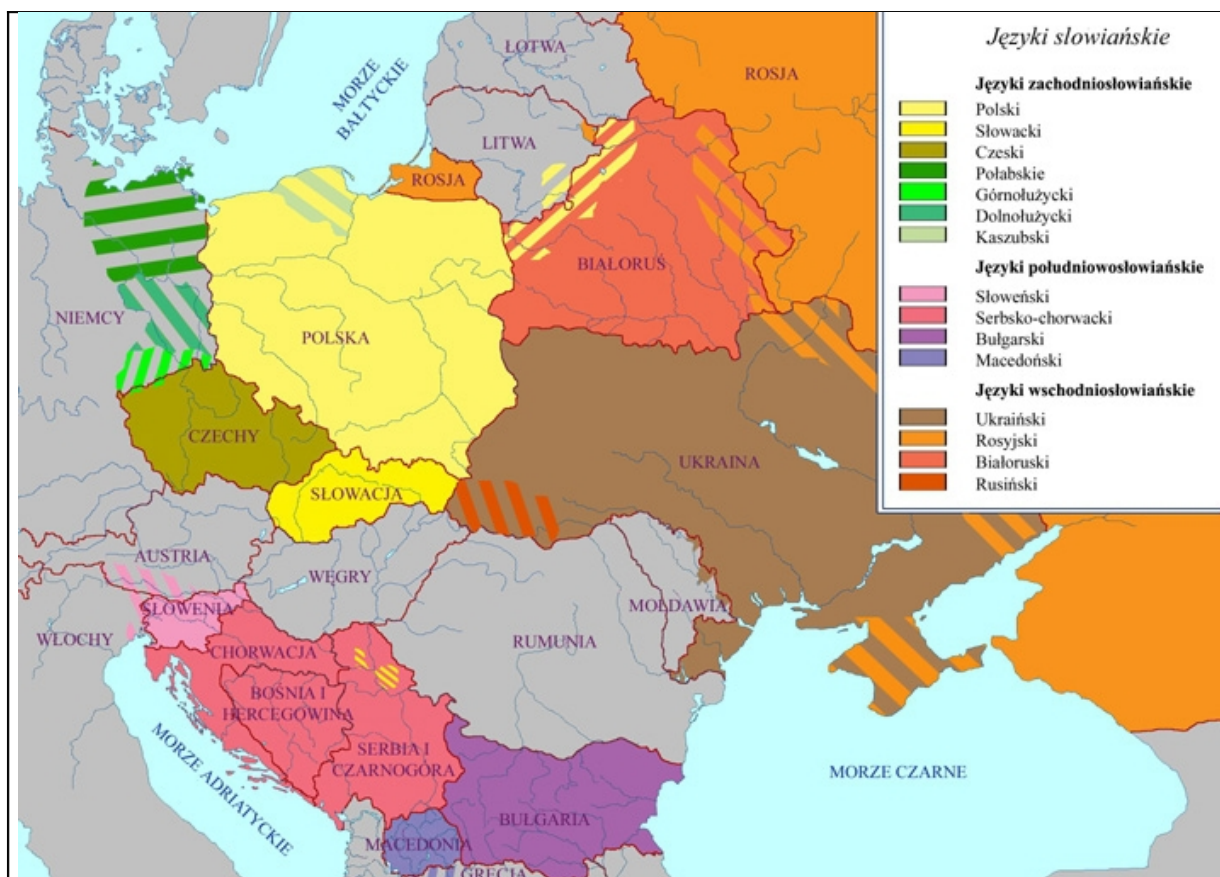 Języki slowiańskie
Języki zachodniosłowiańskie
Polski
Słowacki
Czeski
Połabskie
Górnołużycki
Dolnołużycki
Kaszubski
Języki południowosłowiańskie
Słoweński
Serbsko-chorwacki
Bułgarski
Macedoński
Języki wschodniosłowiańskie
Ukraiński
Rosyjski
Białoruski
Rusiński
ŁOTWA
ROSJA
MORZE
BAŁTYCKIE
LITWA
ROSJA
BIAŁORUŚ
NIEMCY
POLSKA
CZECHY
UKRAINA
SŁOWACJA
AUSTRIA
WĘGRY
SŁOWENIA
MOŁDAWIA
WŁOCHY
RUMUNIA
CHORWACJA
BOŚNIA I
HERCEGOWINA
SERBIA I
CZARNOGÓRA
MORZE ADRIATYCKIE
MORZE CZARNE
BUŁGARIA
MACEDONIA
GRECJA